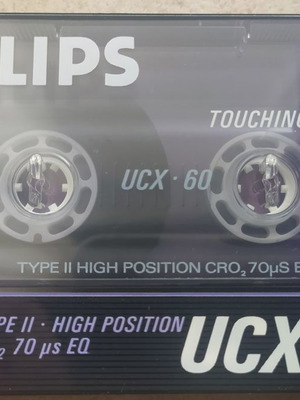 LIPS
TOUCHING
UCX · 60
TYPE II HIGH POSITION CRO₂ 70µS E
PE II · HIGH POSITION
₂ 70 µs EQ
UCX